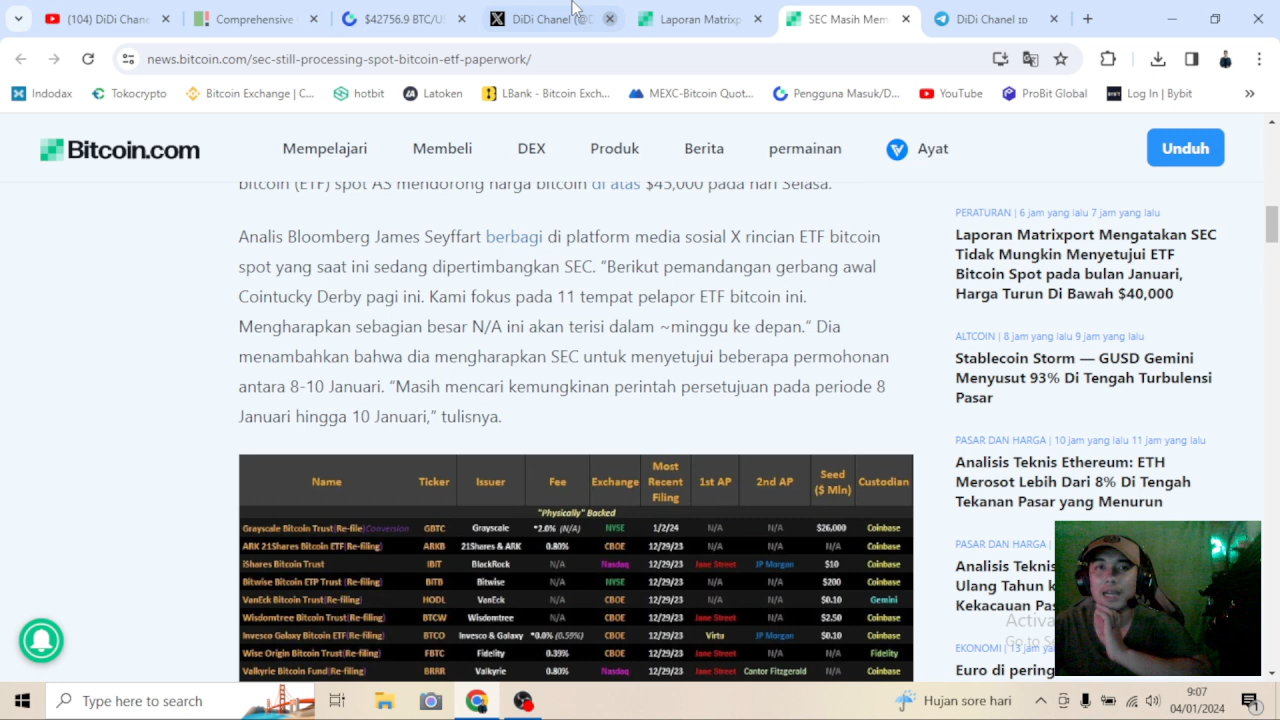 (104) DiDi Chane
Comprehensive
$42756.9 BTC/U
DiDi Chanel (@D
Laporan Matrixp
SEC Masih Mem
DiDi Chanel ID
news.bitcoin.com/sec-still-processing-spot-bitcoin-etf-paperwork/
Indodax
Tokocrypto
Bitcoin Exchange | C...
hotbit
Latoken
LBank - Bitcoin Exch...
MEXC-Bitcoin Quot...
Pengguna Masuk/D...
YouTube
ProBit Global
Log In | Bybit
Bitcoin.com
Mempelajari
Membeli
DEX
Produk
Berita
permainan
Ayat
Unduh
bitcoin (ETF) spot AS mendorong harga bitcoin di atas $45,000 pada hari Selasa.
Analis Bloomberg James Seyffart berbagi di platform media sosial X rincian ETF bitcoin
spot yang saat ini sedang dipertimbangkan SEC. “Berikut pemandangan gerbang awal
Cointucky Derby pagi ini. Kami fokus pada 11 tempat pelapor ETF bitcoin ini.
Mengharapkan sebagian besar N/A ini akan terisi dalam ~minggu ke depan.” Dia
menambahkan bahwa dia mengharapkan SEC untuk menyetujui beberapa permohonan
antara 8-10 Januari. “Masih mencari kemungkinan perintah persetujuan pada periode 8
Januari hingga 10 Januari,” tulisnya.
Name Ticker Issuer Fee Exchange Most Recent Filing 1st AP 2nd AP Seed ($ Mln) Custodian
"Physically" Backed
Grayscale Bitcoin Trust(Re-file)Conversion GBTC Grayscale *2.0% (N/A) NYSE 1/2/24 N/A N/A $26,000 Coinbase
ARK 21Shares Bitcoin ETF(Re-filing) ARKB 21Shares & ARK 0.80% CBOE 12/29/23 N/A N/A N/A Coinbase
iShares Bitcoin Trust IBIT BlackRock N/A Nasdaq 12/29/23 Jane Street JP Morgan $10 Coinbase
Bitwise Bitcoin ETP Trust (Re-filing) BITB Bitwise N/A NYSE 12/29/23 N/A N/A $200 Coinbase
VanEck Bitcoin Trust(Re-filing) HODL VanEck N/A CBOE 12/29/23 N/A N/A $0.10 Gemini
Wisdomtree Bitcoin Trust(Re-filing) BTCW Wisdomtree N/A CBOE 12/29/23 Jane Street N/A $2.50 Coinbase
Invesco Galaxy Bitcoin ETF(Re-filing) BTCO Invesco & Galaxy *0.0% (0.59%) CBOE 12/29/23 Virtu JP Morgan $0.10 Coinbase
Wise Origin Bitcoin Trust(Re-filing) FBTC Fidelity 0.39% CBOE 12/29/23 Jane Street N/A N/A Fidelity
Valkyrie Bitcoin Fund(Re-filing) BRRR Valkyrie 0.80% Nasdaq 12/29/23 Jane Street Cantor Fitzgerald N/A Coinbase
PERATURAN | 6 jam yang lalu 7 jam yang lalu
Laporan Matrixport Mengatakan SEC
Tidak Mungkin Menyetujui ETF
Bitcoin Spot pada bulan Januari,
Harga Turun Di Bawah $40,000
ALTCOIN | 8 jam yang lalu 9 jam yang lalu
Stablecoin Storm — GUSD Gemini
Menyusut 93% Di Tengah Turbulensi
Pasar
PASAR DAN HARGA | 10 jam yang lalu 11 jam yang lalu
Analisis Teknis Ethereum: ETH
Merosot Lebih Dari 8% Di Tengah
Tekanan Pasar yang Menurun
PASAR DAN HARGA |
Analisis Teknis
Ulang Tahun k
Kekacauan Pas
Activa
Go to Se
EKONOMI | 13 jam ya
Euro di pering
Type here to search
Hujan sore hari
9:07
04/01/2024
1